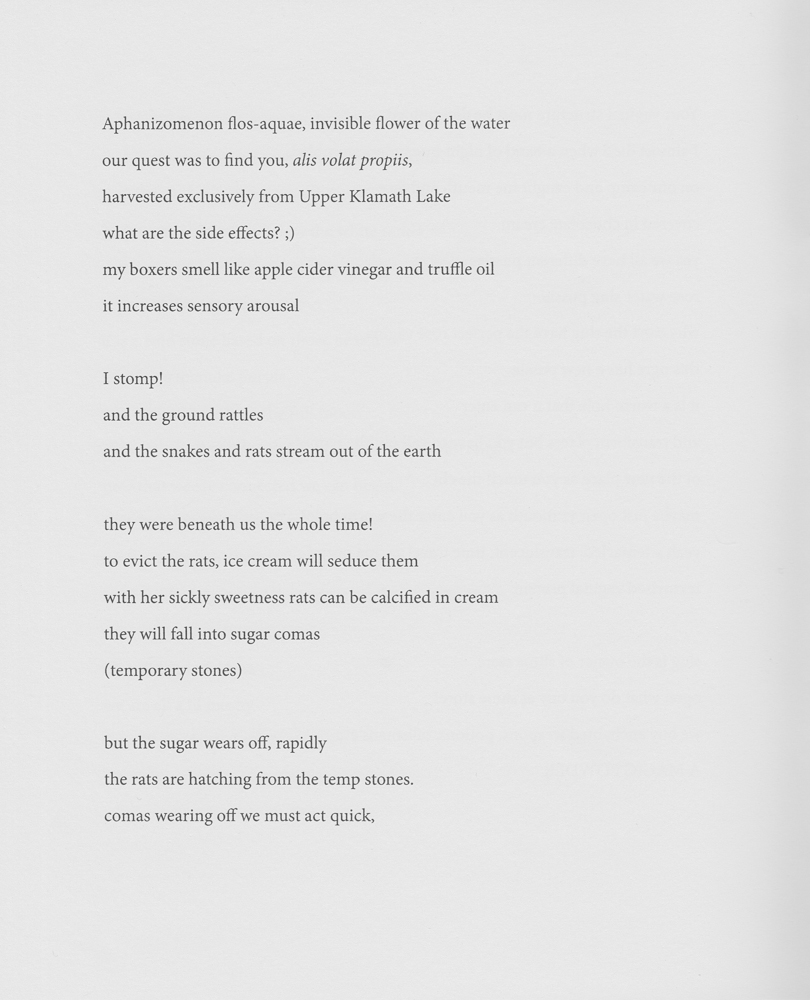 Aphanizomenon flos-aquae, invisible flower of the water
our quest was to find you, alis volat propiis,
harvested exclusively from Upper Klamath Lake
what are the side effects? ;)
my boxers smell like apple cider vinegar and truffle oil
it increases sensory arousal
I stomp!
and the ground rattles
and the snakes and rats stream out of the earth
they were beneath us the whole time!
to evict the rats, ice cream will seduce them
with her sickly sweetness rats can be calcified in cream
they will fall into sugar comas
(temporary stones)
but the sugar wears off, rapidly
the rats are hatching from the temp stones.
comas wearing off we must act quick,